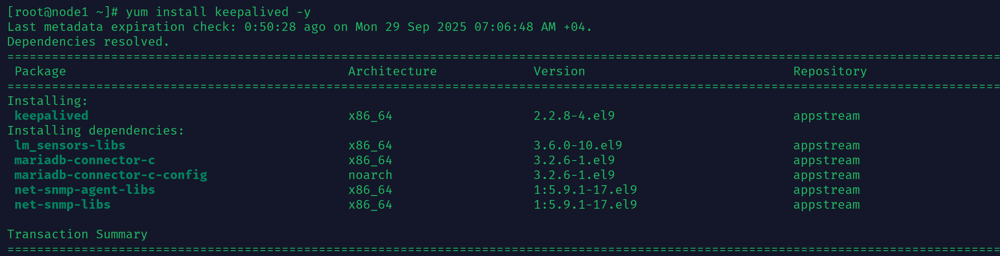 [root@node1 ~]# yum install keepalived -y
Last metadata expiration check: 0:50:28 ago on Mon 29 Sep 2025 07:06:48 AM +04.
Dependencies resolved.
======================================================================================================================================
 Package                                      Architecture             Version                            Repository
======================================================================================================================================
Installing:
 keepalived                                   x86_64                   2.2.8-4.el9                        appstream
Installing dependencies:
 lm_sensors-libs                              x86_64                   3.6.0-10.el9                       appstream
 mariadb-connector-c                          x86_64                   3.2.6-1.el9                        appstream
 mariadb-connector-c-config                   noarch                   3.2.6-1.el9                        appstream
 net-snmp-agent-libs                          x86_64                   1:5.9.1-17.el9                     appstream
 net-snmp-libs                                x86_64                   1:5.9.1-17.el9                     appstream

Transaction Summary
======================================================================================================================================